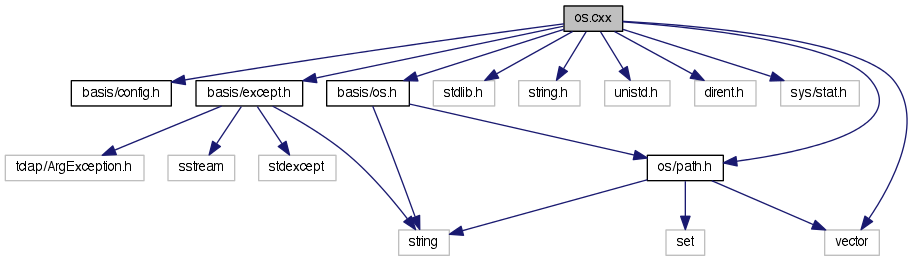 os.cxx
basis/config.h
basis/except.h
basis/os.h
stdlib.h
string.h
unistd.h
dirent.h
sys/stat.h
tclap/ArgException.h
sstream
stdexcept
os/path.h
string
set
vector